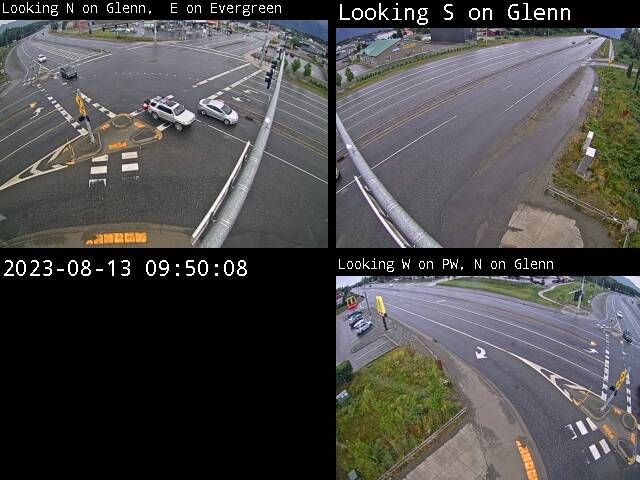 Looking N on Glenn,  E on Evergreen
Looking S on Glenn
2023-08-13 09:50:08
Looking W on PW, N on Glenn